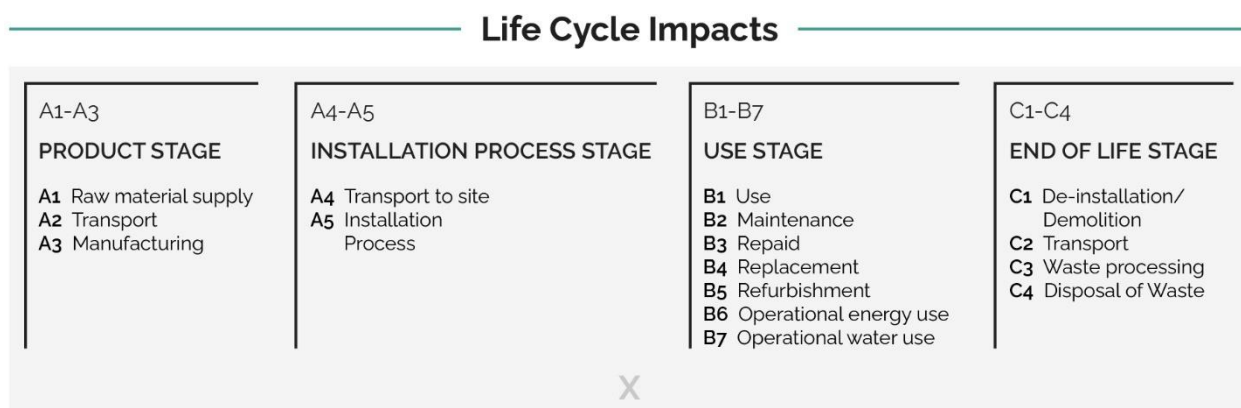 Life Cycle Impacts
A1-A3
PRODUCT STAGE
A1 Raw material supply
A2 Transport
A3 Manufacturing
A4-A5
INSTALLATION PROCESS STAGE
A4 Transport to site
A5 Installation
Process
B1-B7
USE STAGE
B1 Use
B2 Maintenance
B3 Repaid
B4 Replacement
B5 Refurbishment
B6 Operational energy use
B7 Operational water use
C1-C4
END OF LIFE STAGE
C1 De-installation/
Demolition
C2 Transport
C3 Waste processing
C4 Disposal of Waste
X